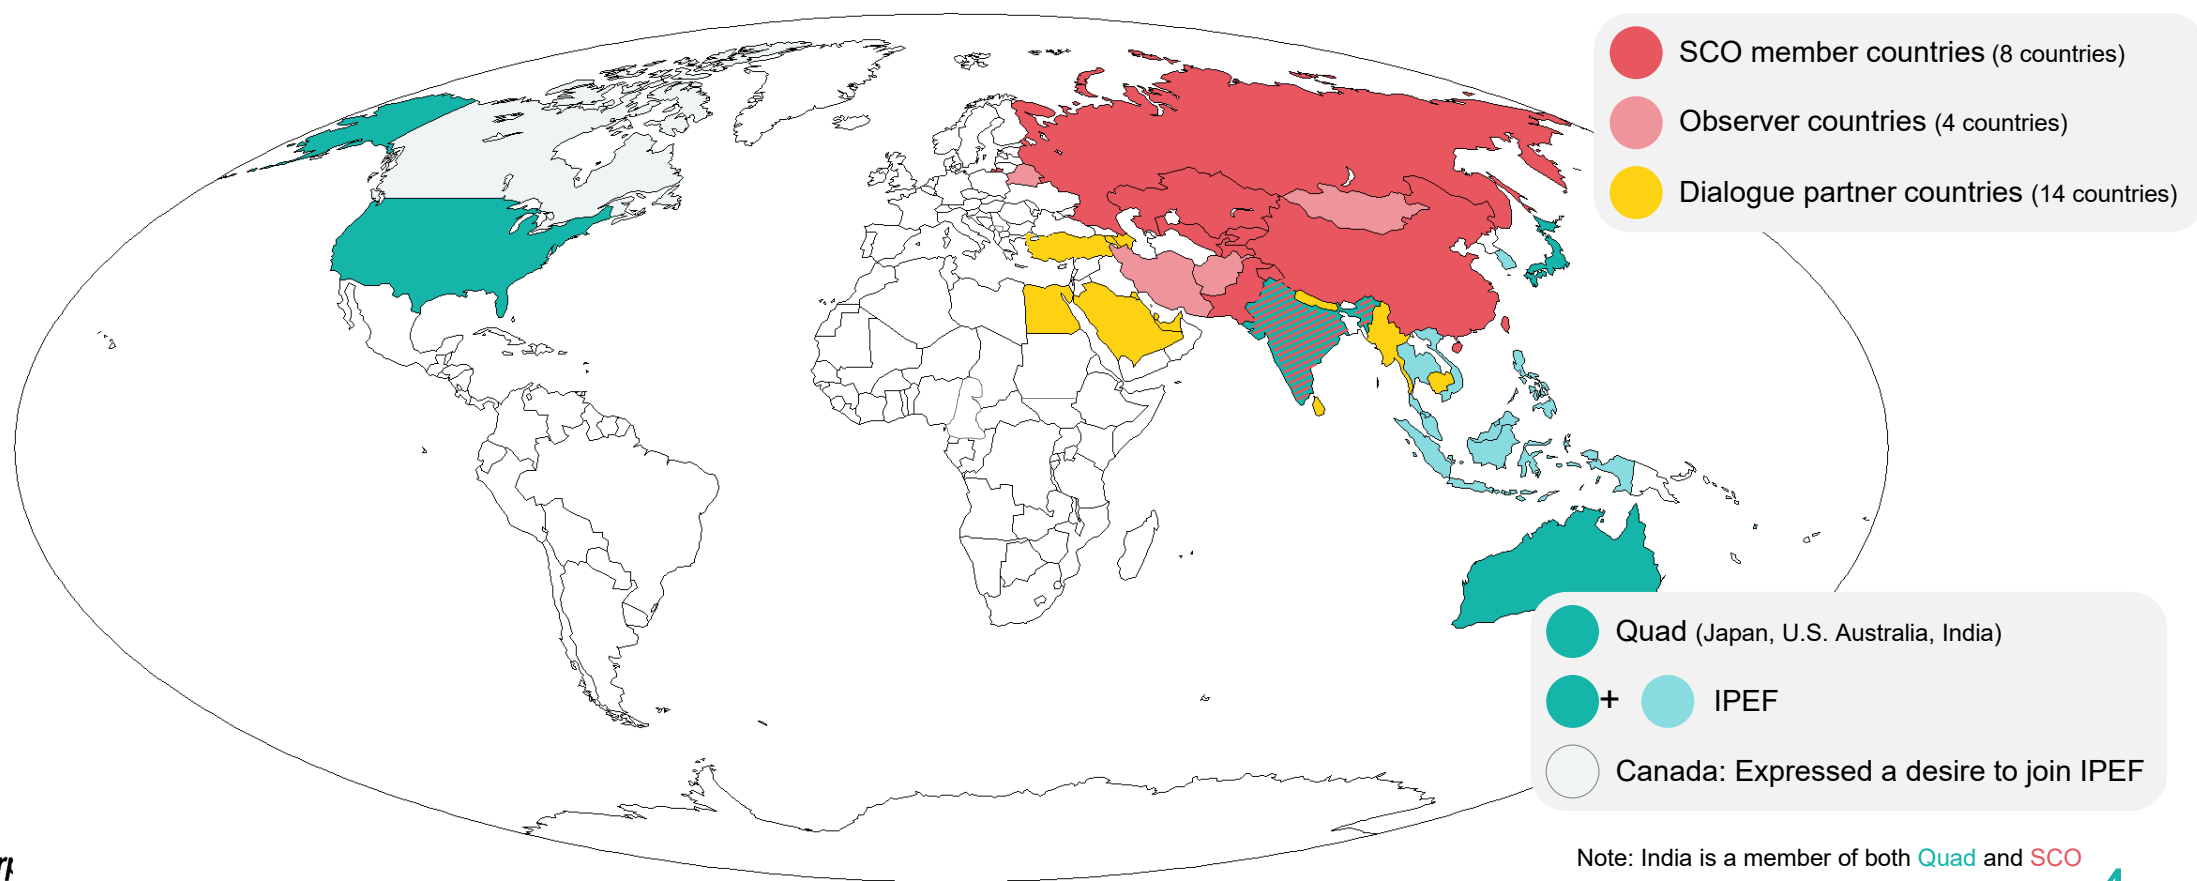 SCO member countries (8 countries)
Observer countries (4 countries)
Dialogue partner countries (14 countries)
Quad (Japan, U.S. Australia, India)
+ IPEF
Canada: Expressed a desire to join IPEF
Note: India is a member of both Quad and SCO